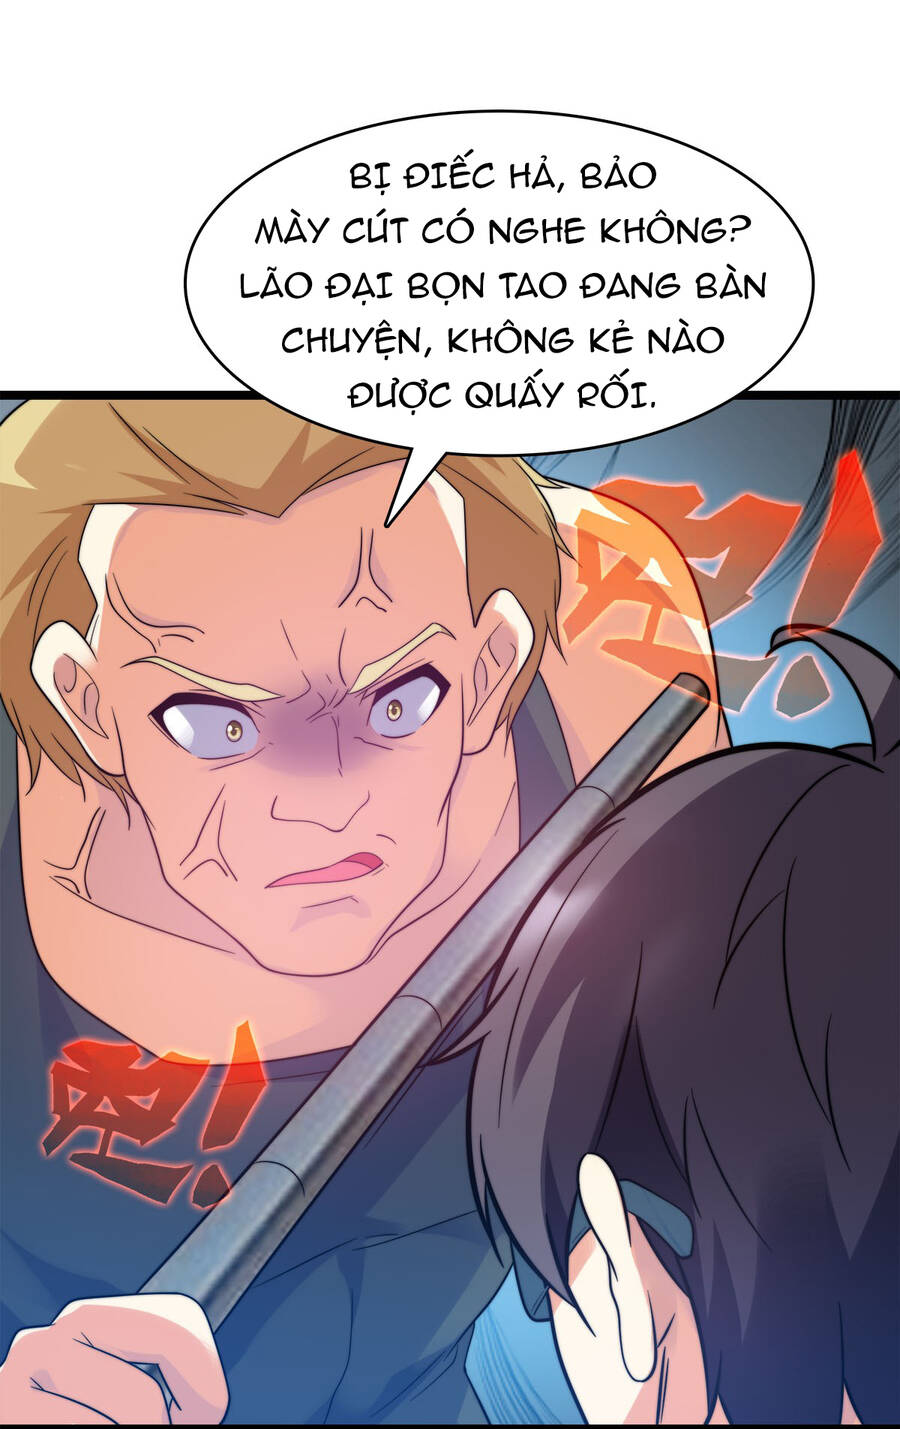 BỊ ĐIẾC HẢ, BẢO
MÀY CÚT CÓ NGHE KHÔNG?
LÃO ĐẠI BỌN TAO ĐANG BÀN
CHUYỆN, KHÔNG KẺ NÀO
ĐƯỢC QUẤY RỐI.